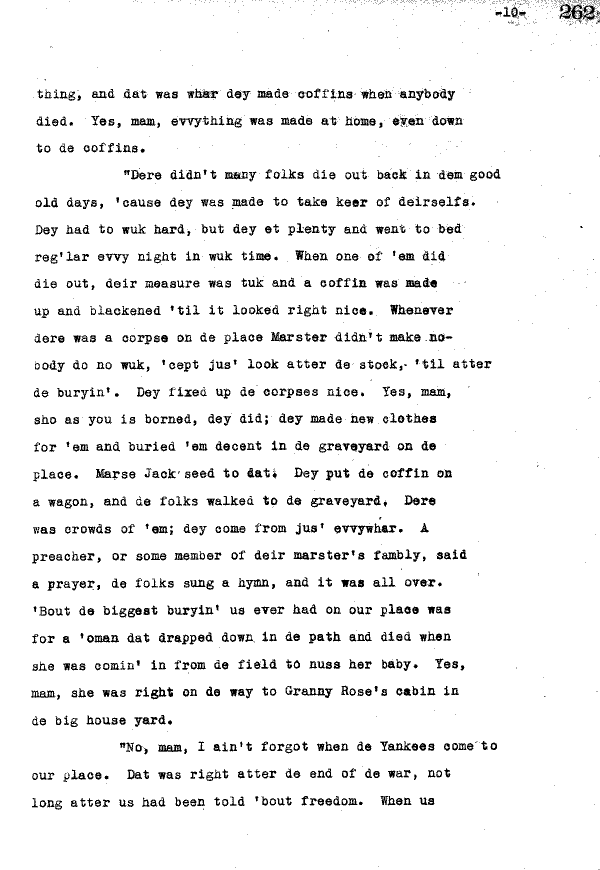 -10- 262
thing, and dat was whar dey made coffins when anybody
died. Yes, mam, evvything was made at home, even down
to de coffins.
"Dere didn't many folks die out back in dem good
old days, 'cause dey was made to take keer of deirselfs.
Dey had to wuk hard, but dey et plenty and went to bed
reg'lar evvy night in wuk time. When one of 'em did
die out, deir measure was tuk and a coffin was made
up and blackened 'til it looked right nice. Whenever
dere was a corpse on de place Marster didn't make no-
body do no wuk, 'cept jus' look atter de stock, 'til atter
de buryin'. Dey fixed up de corpses nice. Yes, mam,
sho as you is borned, dey did; dey made new clothes
for 'em and buried 'em decent in de graveyard on de
place. Marse Jack seed to dat. Dey put de coffin on
a wagon, and de folks walked to de graveyard. Dere
was crowds of 'em; dey come from jus' evvywhar. A
preacher, or some member of deir marster's fambly, said
a prayer, de folks sung a hymn, and it was all over.
'Bout de biggest buryin' us ever had on our place was
for a 'oman dat drapped down in de path and died when
she was comin' in from de field to nuss her baby. Yes,
mam, she was right on de way to Granny Rose's cabin in
de big house yard.
"No, mam, I ain't forgot when de Yankees come to
our place. Dat was right atter de end of de war, not
long atter us had been told 'bout freedom. When us